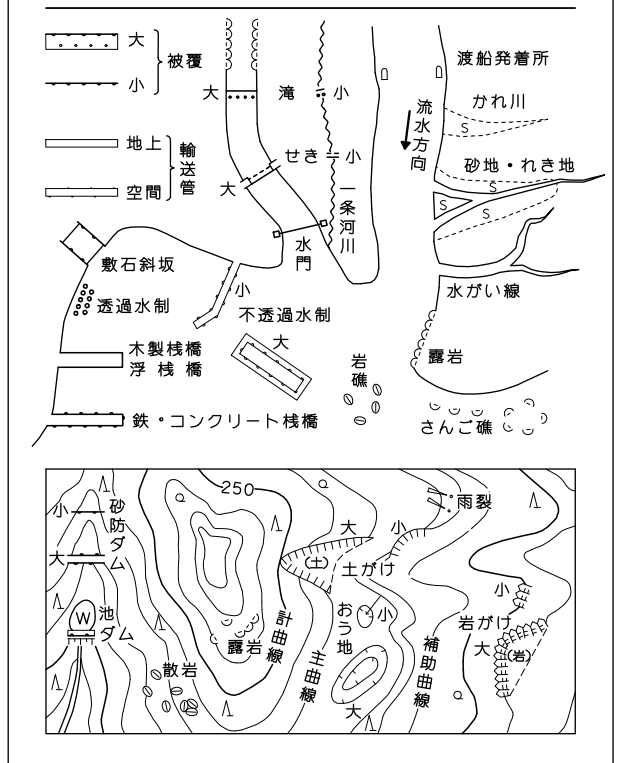 大
小
被覆
地上
空間
輸送管
大 滝 小
せき 小
大
一条河川
水門
渡船発着所
流水方向
かれ川
S
砂地・れき地
S
S
S
水がい線
露岩
敷石斜坂
透過水制
小
不透過水制
大
木製桟橋
浮桟橋
鉄・コンクリート桟橋
岩礁
さんご礁
小
砂防ダム
大
W
池
ダム
250
露岩
散岩
計曲線
大
(土)
土がけ
小
雨裂
おう地
小
大
主曲線
補助曲線
小
岩がけ
大
(岩)